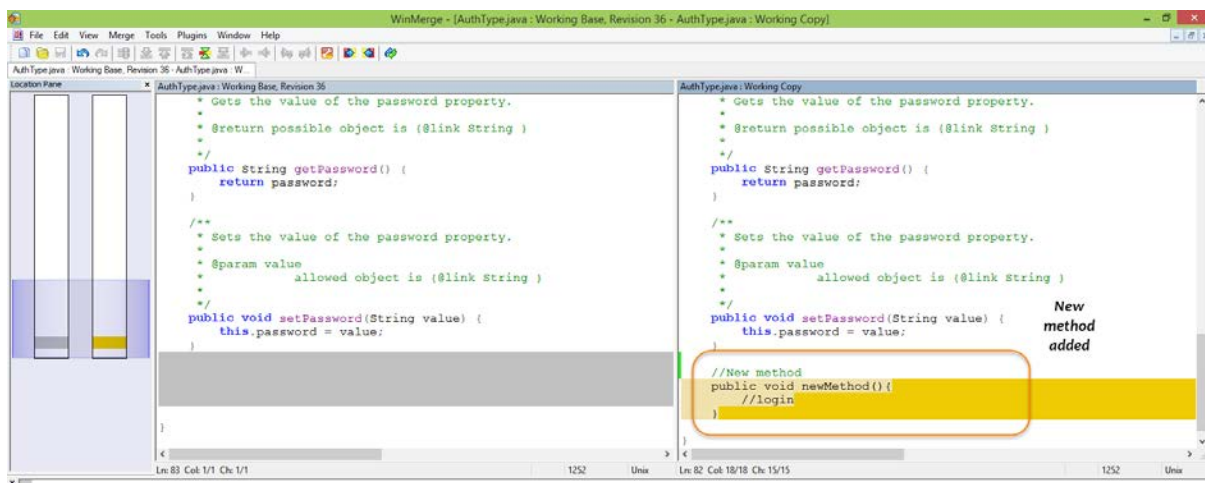 WinMerge - [AuthType.java : Working Base, Revision 36 - AuthType.java : Working Copy]
File Edit View Merge Tools Plugins Window Help
AuthType.java : Working Base, Revision 36 - AuthType.java : W...
Location Pane
AuthType.java : Working Base, Revision 36
* Gets the value of the password property.
*
* @return possible object is {@link String }
*
*/
public String getPassword() {
return password;
}
/**
* Sets the value of the password property.
*
* @param value
* allowed object is {@link String }
*
*/
public void setPassword(String value) {
this.password = value;
}
}
Ln: 83 Col: 1/1 Ch: 1/1
1252
Unix
AuthType.java : Working Copy
* Gets the value of the password property.
*
* @return possible object is {@link String }
*
*/
public String getPassword() {
return password;
}
/**
* Sets the value of the password property.
*
* @param value
* allowed object is {@link String }
*
*/
public void setPassword(String value) {
this.password = value;
}
//New method
public void newMethod(){
//login
}
}
New
method
added
Ln: 82 Col: 18/18 Ch: 15/15
1252
Unix